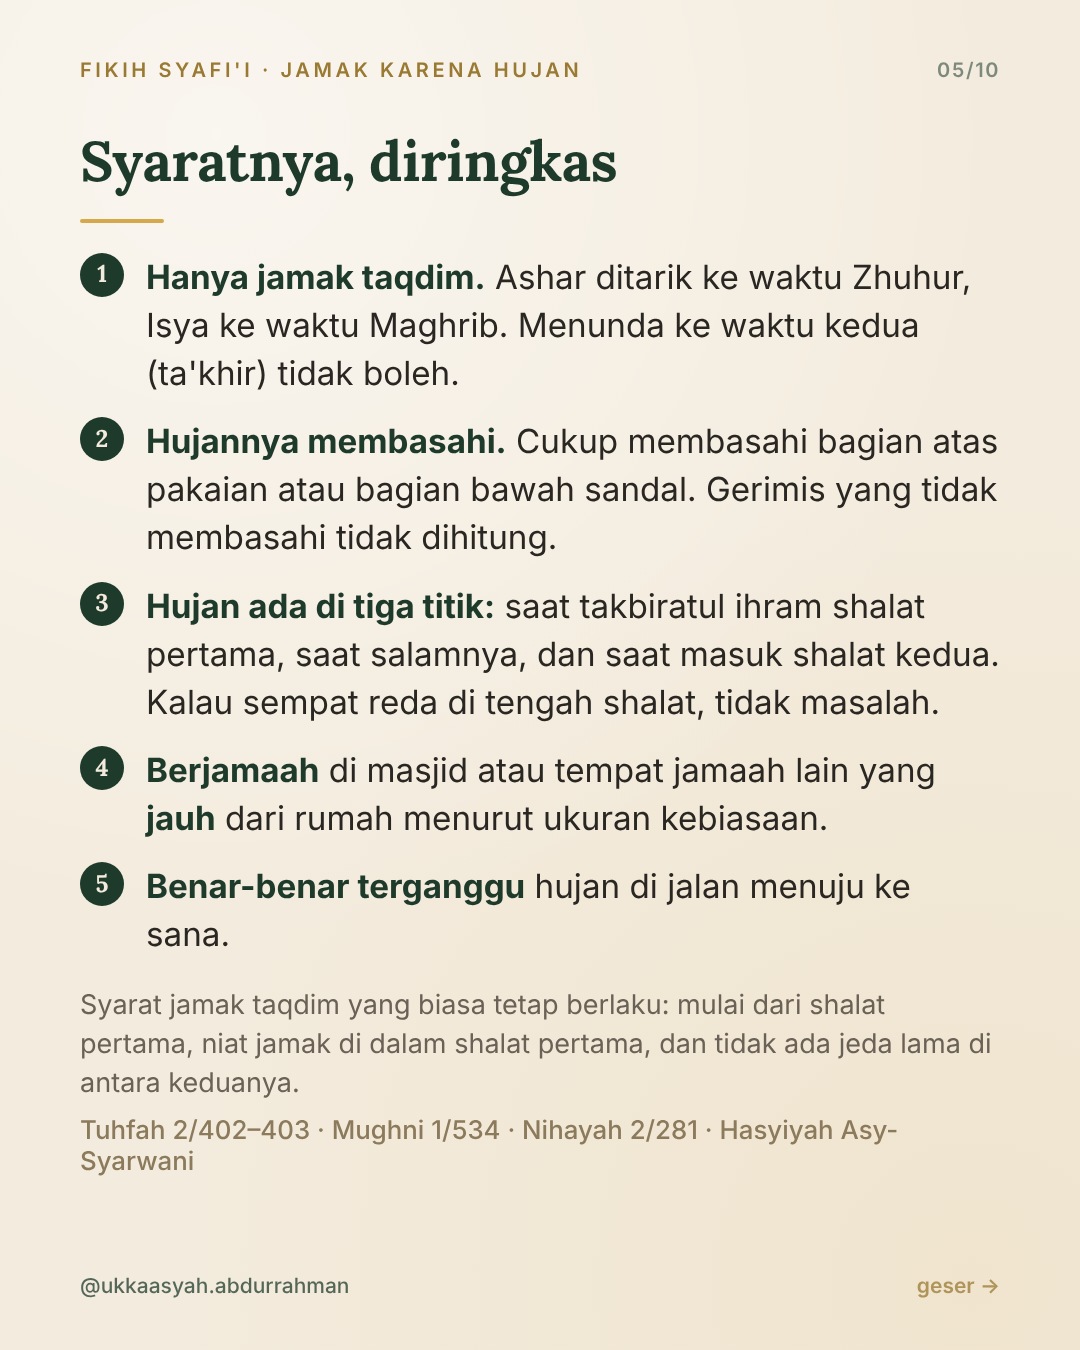 FIKIH SYAFI'I · JAMAK KARENA HUJAN
05/10
Syaratnya, diringkas
1 Hanya jamak taqdim. Ashar ditarik ke waktu Zhuhur,
Isya ke waktu Maghrib. Menunda ke waktu kedua
(ta'khir) tidak boleh.
2 Hujannya membasahi. Cukup membasahi bagian atas
pakaian atau bagian bawah sandal. Gerimis yang tidak
membasahi tidak dihitung.
3 Hujan ada di tiga titik: saat takbiratul ihram shalat
pertama, saat salamnya, dan saat masuk shalat kedua.
Kalau sempat reda di tengah shalat, tidak masalah.
4 Berjamaah di masjid atau tempat jamaah lain yang
jauh dari rumah menurut ukuran kebiasaan.
5 Benar-benar terganggu hujan di jalan menuju ke
sana.
Syarat jamak taqdim yang biasa tetap berlaku: mulai dari shalat
pertama, niat jamak di dalam shalat pertama, dan tidak ada jeda lama di
antara keduanya.
Tuhfah 2/402–403 · Mughni 1/534 · Nihayah 2/281 · Hasyiyah Asy-
Syarwani
@ukkaasyah.abdurrahman
geser →